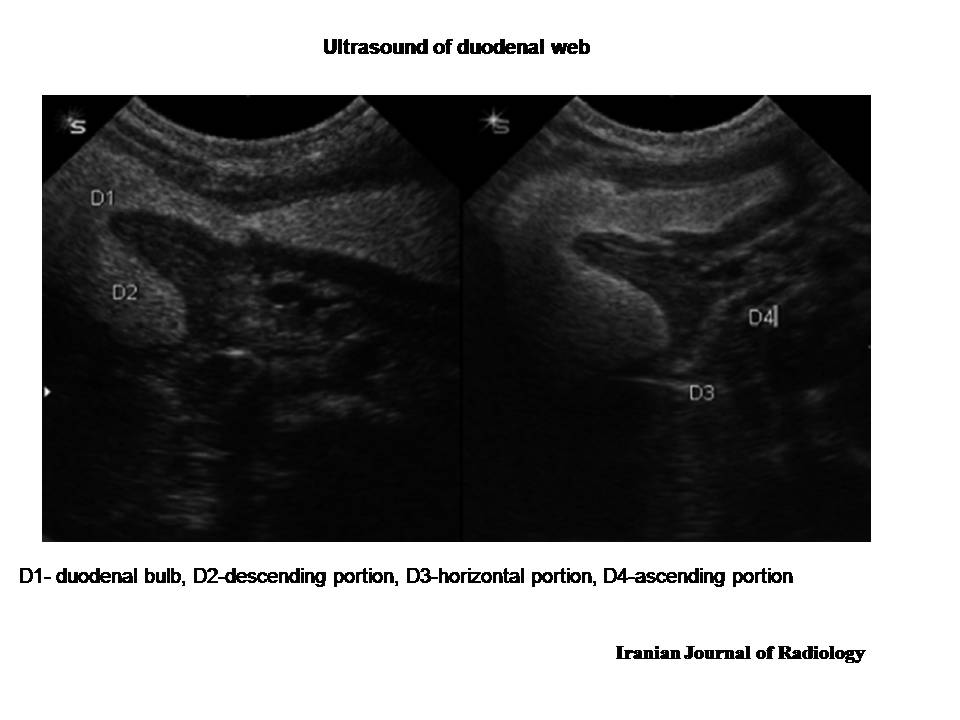 Ultrasound of duodenal web
S
S
D1
D2
D4
D3
D1- duodenal bulb, D2-descending portion, D3-horizontal portion, D4-ascending portion
Iranian Journal of Radiology